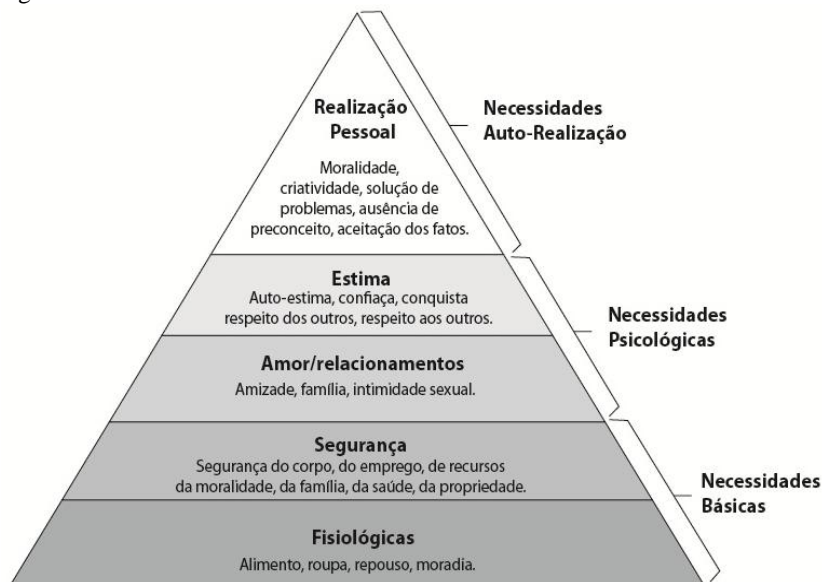 Realização
Pessoal
Moralidade,
criatividade, solução de
problemas, ausência de
preconceito, aceitação dos fatos.
Necessidades
Auto-Realização
Estima
Auto-estima, confiaça, conquista
respeito dos outros, respeito aos outros.
Necessidades
Psicológicas
Amor/relacionamentos
Amizade, família, intimidade sexual.
Segurança
Segurança do corpo, do emprego, de recursos
da moralidade, da família, da saúde, da propriedade.
Necessidades
Básicas
Fisiológicas
Alimento, roupa, repouso, moradia.